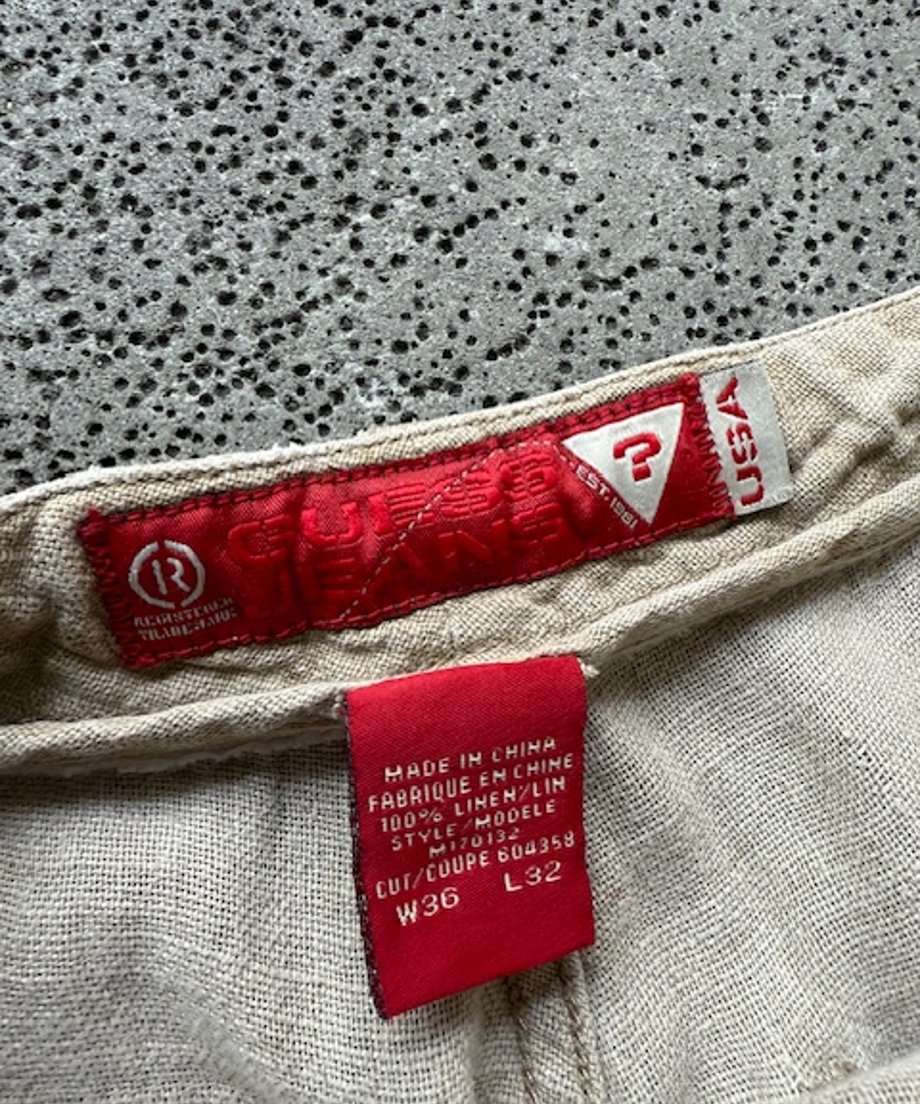 GUESS
JEANS
R
REGISTERED
TRADEMARK
?
EST. 1981
USA
MADE IN CHINA
FABRIQUE EN CHINE
100% LINEN/LIN
STYLE/MODELE
M170132
CUT/COUPE 604358
W36 L32